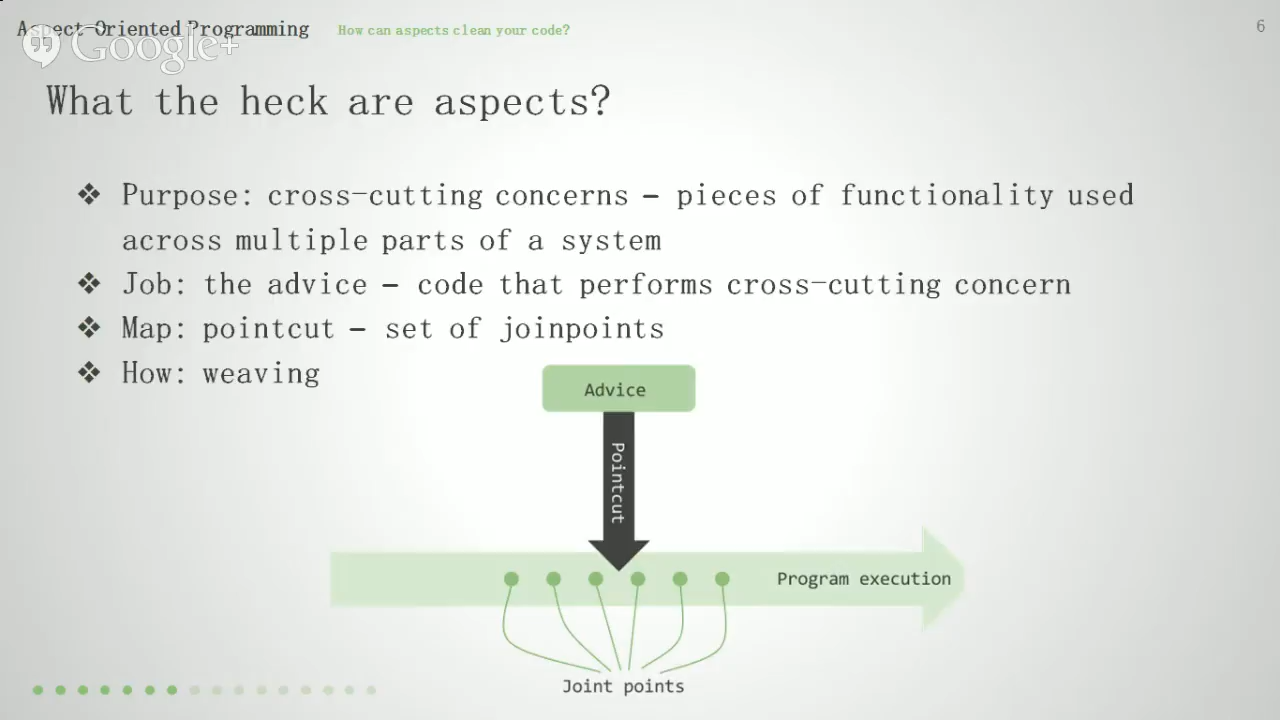 Aspect Oriented Programming
How can aspects clean your code?
6
Google+
What the heck are aspects?
❖ Purpose: cross-cutting concerns – pieces of functionality used
across multiple parts of a system
❖ Job: the advice – code that performs cross-cutting concern
❖ Map: pointcut – set of joinpoints
❖ How: weaving
Advice
Pointcut
Program execution
Joint points